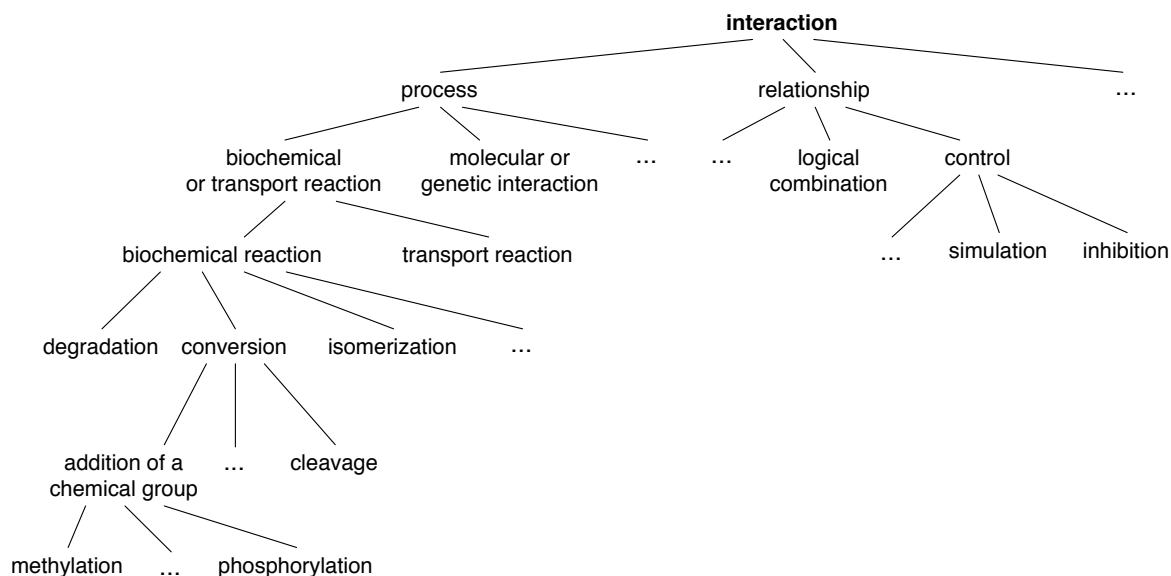 interaction
process
relationship
...
biochemical
or transport reaction
molecular or
genetic interaction
...
...
logical
combination
control
biochemical reaction
transport reaction
...
simulation
inhibition
degradation
conversion
isomerization
...
addition of a
chemical group
...
cleavage
methylation
...
phosphorylation